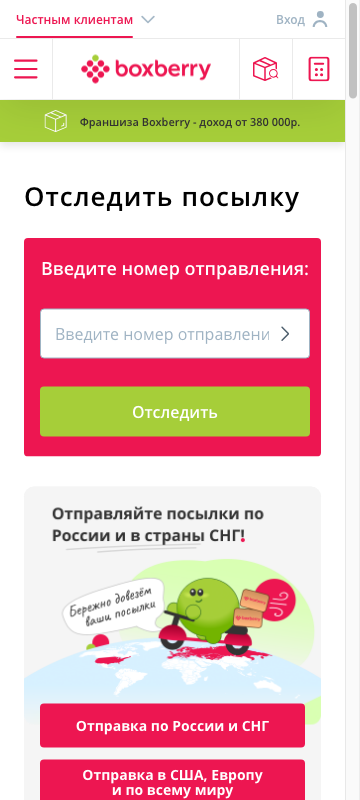 Частным клиентам
Вход
boxberry
Франшиза Boxberry - доход от 380 000р.
Отследить посылку
Введите номер отправления:
Введите номер отправлени
Отследить
Отправляйте посылки по
России и в страны СНГ!
Бережно довезём
ваши посылки
Отправка по России и СНГ
Отправка в США, Европу
и по всему миру